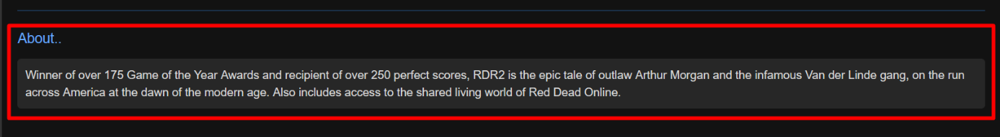 About..
Winner of over 175 Game of the Year Awards and recipient of over 250 perfect scores, RDR2 is the epic tale of outlaw Arthur Morgan and the infamous Van der Linde gang, on the run
across America at the dawn of the modern age. Also includes access to the shared living world of Red Dead Online.